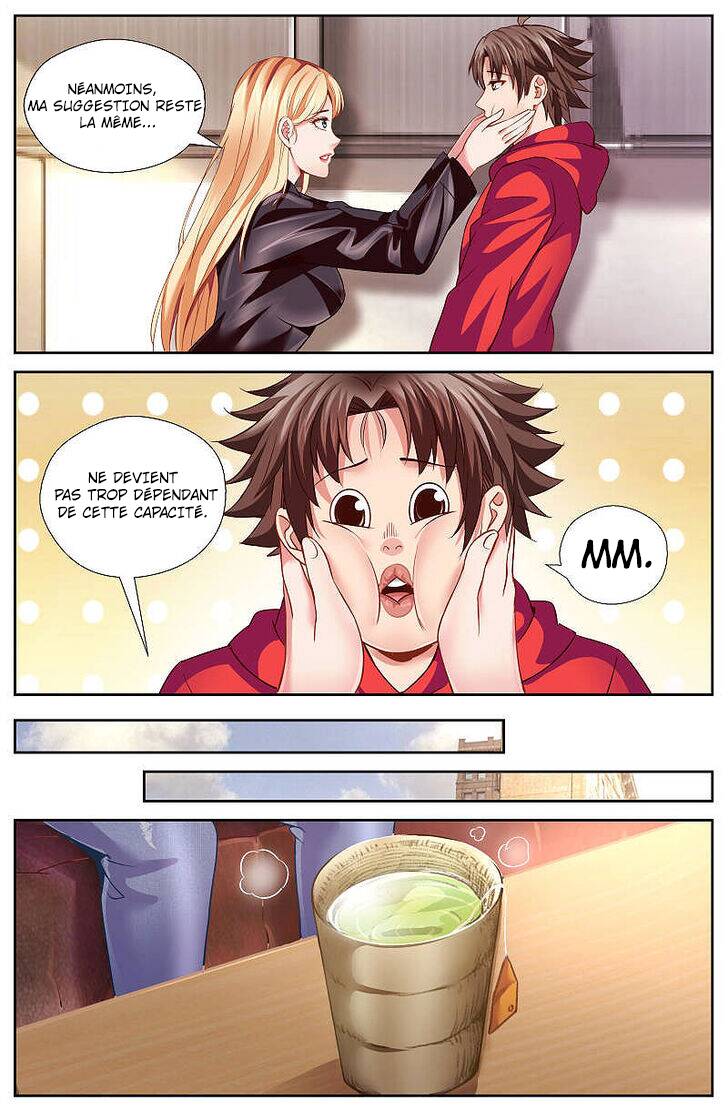 NÉANMOINS,
MA SUGGESTION RESTE
LA MÊME...
NE DEVIENT
PAS TROP DÉPENDANT
DE CETTE CAPACITÉ.
MM.